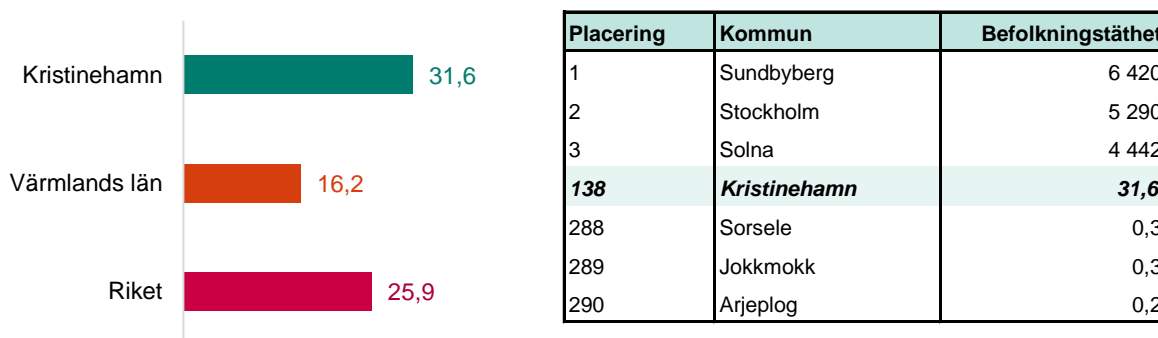 Kristinehamn 31,6
Värmlands län 16,2
Riket 25,9
Placering Kommun Befolkningstäthet
1 Sundbyberg 6 420
2 Stockholm 5 290
3 Solna 4 442
138 Kristinehamn 31,6
288 Sorsele 0,3
289 Jokkmokk 0,3
290 Arjeplog 0,2